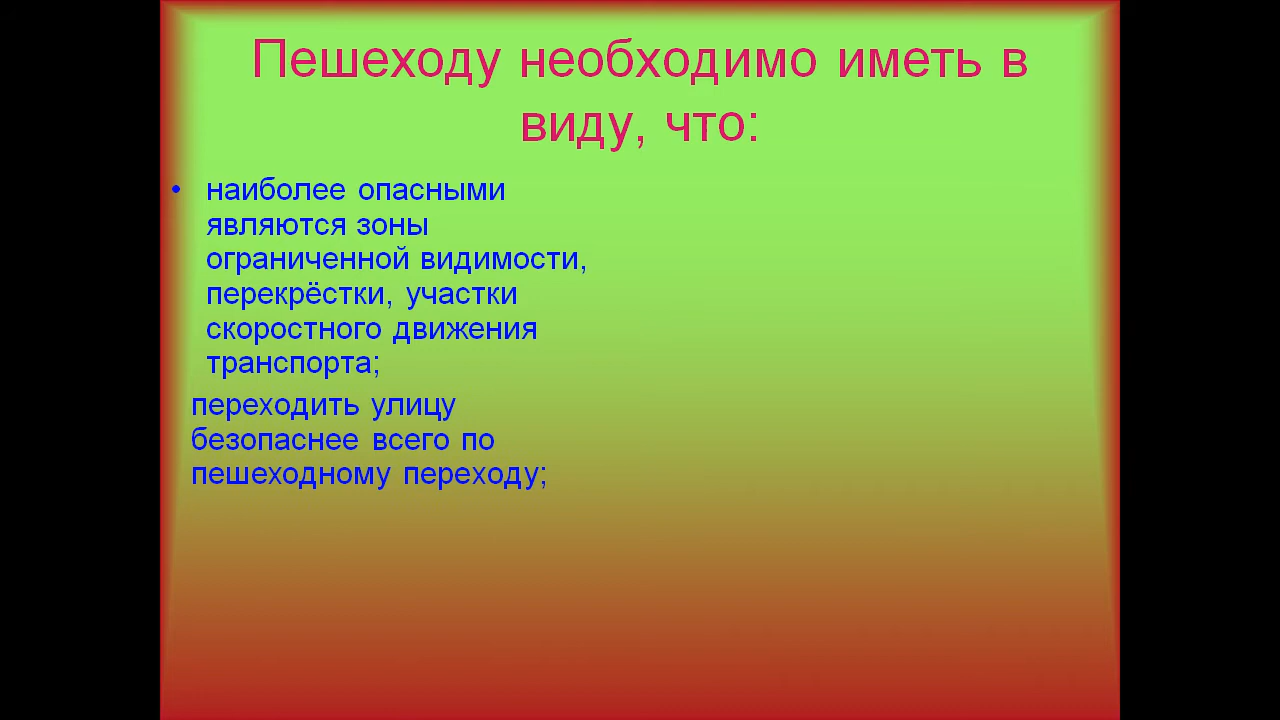 Пешеходу необходимо иметь в
виду, что:
• наиболее опасными
являются зоны
ограниченной видимости,
перекрёстки, участки
скоростного движения
транспорта;
переходить улицу
безопаснее всего по
пешеходному переходу;